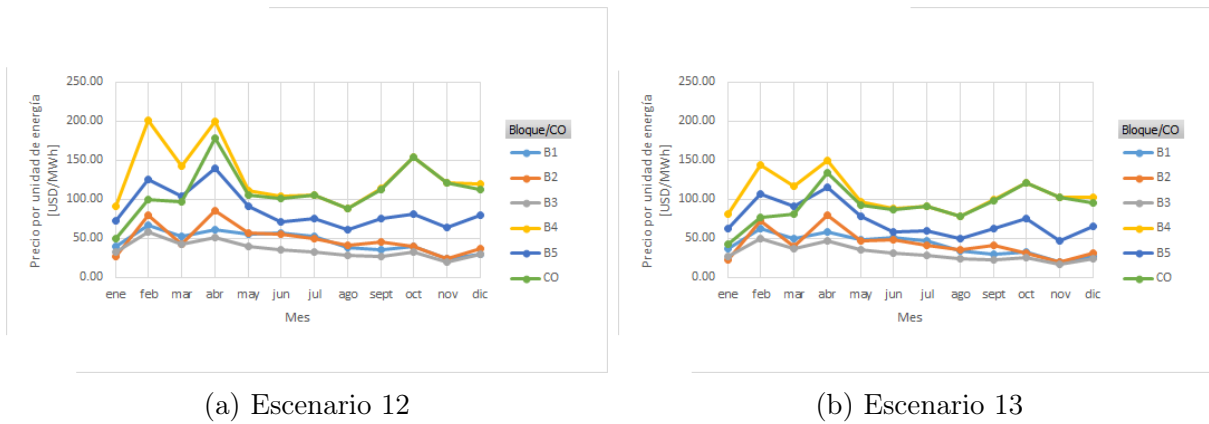 250.00
200.00
150.00
100.00
50.00
0.00
Precio por unidad de energía
[USD/MWh]
ene feb mar abr may jun jul ago sept oct nov dic
Mes
Bloque/CO
B1
B2
B3
B4
B5
CO
(a) Escenario 12
250.00
200.00
150.00
100.00
50.00
0.00
Precio por unidad de energía
[USD/MWh]
ene feb mar abr may jun jul ago sept oct nov dic
Mes
Bloque/CO
B1
B2
B3
B4
B5
CO
(b) Escenario 13